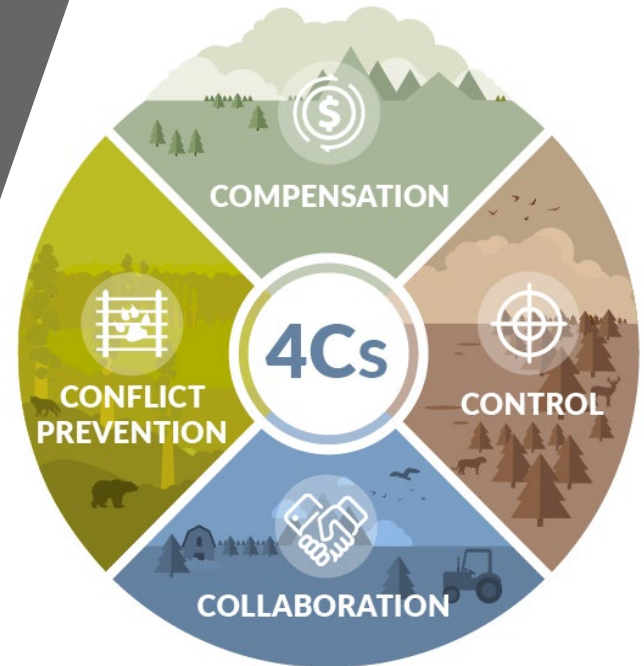 COMPENSATION
4Cs
CONFLICT
PREVENTION
CONTROL
COLLABORATION